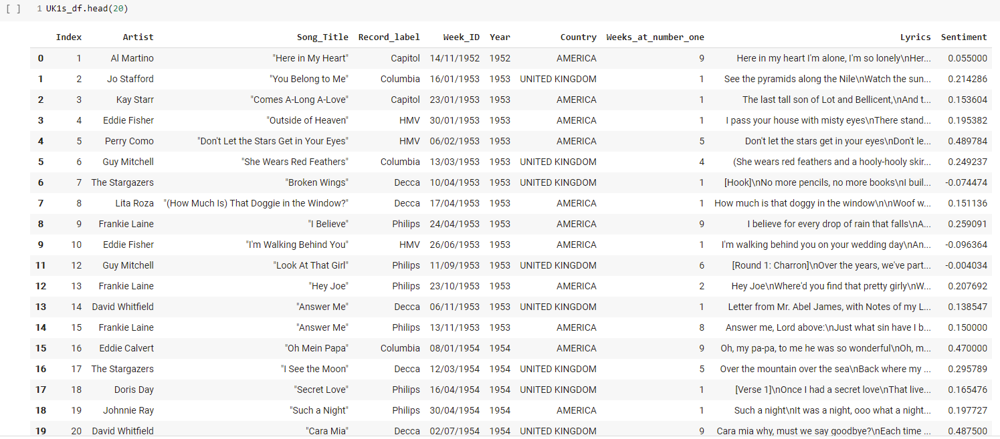 [ ] 1 UK1s_df.head(20)
Index Artist Song_Title Record_label Week_ID Year Country Weeks_at_number_one Lyrics Sentiment
0 1 Al Martino "Here in My Heart" Capitol 14/11/1952 1952 AMERICA 9 Here in my heart I'm alone, I'm so lonely\nHer... 0.055000
1 2 Jo Stafford "You Belong to Me" Columbia 16/01/1953 1953 UNITED KINGDOM 1 See the pyramids along the Nile\nWatch the sun... 0.214286
2 3 Kay Starr "Comes A-Long A-Love" Capitol 23/01/1953 1953 AMERICA 1 The last tall son of Lot and Bellicent,\nAnd t... 0.153604
3 4 Eddie Fisher "Outside of Heaven" HMV 30/01/1953 1953 AMERICA 1 I pass your house with misty eyes\nThere stand... 0.195382
4 5 Perry Como "Don't Let the Stars Get in Your Eyes" HMV 06/02/1953 1953 AMERICA 5 Don't let the stars get in your eyes\nDon't le... 0.489784
5 6 Guy Mitchell "She Wears Red Feathers" Columbia 13/03/1953 1953 UNITED KINGDOM 4 (She wears red feathers and a hooly-hooly skir... 0.249237
6 7 The Stargazers "Broken Wings" Decca 10/04/1953 1953 UNITED KINGDOM 1 [Hook]\nNo more pencils, no more books\nI buil... -0.074474
7 8 Lita Roza "(How Much Is) That Doggie in the Window?" Decca 17/04/1953 1953 AMERICA 1 How much is that doggy in the window\n\nWoof w... 0.151136
8 9 Frankie Laine "I Believe" Philips 24/04/1953 1953 AMERICA 9 I believe for every drop of rain that falls\nA... 0.259091
9 10 Eddie Fisher "I'm Walking Behind You" HMV 26/06/1953 1953 AMERICA 1 I'm walking behind you on your wedding day\nAn... -0.096364
11 12 Guy Mitchell "Look At That Girl" Philips 11/09/1953 1953 UNITED KINGDOM 6 [Round 1: Charron]\nOver the years, we've part... -0.004034
12 13 Frankie Laine "Hey Joe" Philips 23/10/1953 1953 AMERICA 2 Hey Joe\nWhere'd you find that pretty girly\nW... 0.207692
13 14 David Whitfield "Answer Me" Decca 06/11/1953 1953 UNITED KINGDOM 1 Letter from Mr. Abel James, with Notes of my L... 0.138547
14 15 Frankie Laine "Answer Me" Philips 13/11/1953 1953 AMERICA 8 Answer me, Lord above:\nJust what sin have I b... 0.150000
15 16 Eddie Calvert "Oh Mein Papa" Columbia 08/01/1954 1954 AMERICA 9 Oh, my pa-pa, to me he was so wonderful\nOh, m... 0.470000
16 17 The Stargazers "I See the Moon" Decca 12/03/1954 1954 UNITED KINGDOM 5 Over the mountain over the sea\nBack where my ... 0.295789
17 18 Doris Day "Secret Love" Philips 16/04/1954 1954 UNITED KINGDOM 1 [Verse 1]\nOnce I had a secret love\nThat live... 0.165476
18 19 Johnnie Ray "Such a Night" Philips 30/04/1954 1954 AMERICA 1 Such a night\nIt was a night, ooo what a night... 0.197727
19 20 David Whitfield "Cara Mia" Decca 02/07/1954 1954 UNITED KINGDOM 9 Cara mia why, must we say goodbye?\nEach time ... 0.487500